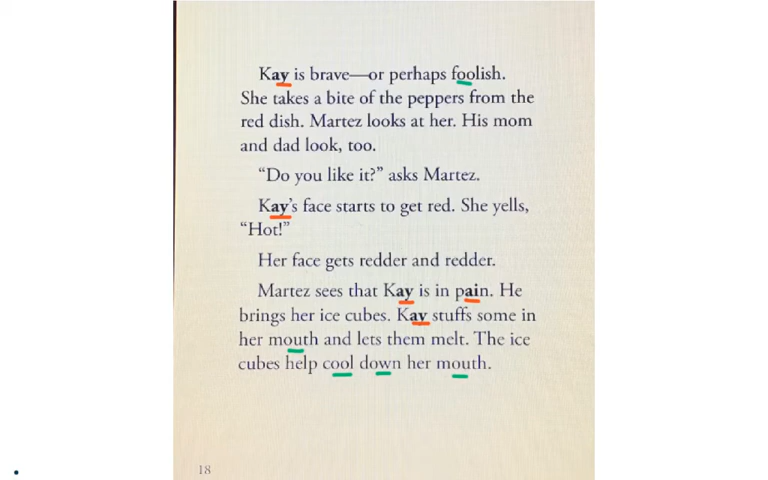 Kay is brave—or perhaps foolish.
She takes a bite of the peppers from the
red dish. Martez looks at her. His mom
and dad look, too.
“Do you like it?” asks Martez.
Kay’s face starts to get red. She yells,
“Hot!”
Her face gets redder and redder.
Martez sees that Kay is in pain. He
brings her ice cubes. Kay stuffs some in
her mouth and lets them melt. The ice
cubes help cool down her mouth.
18